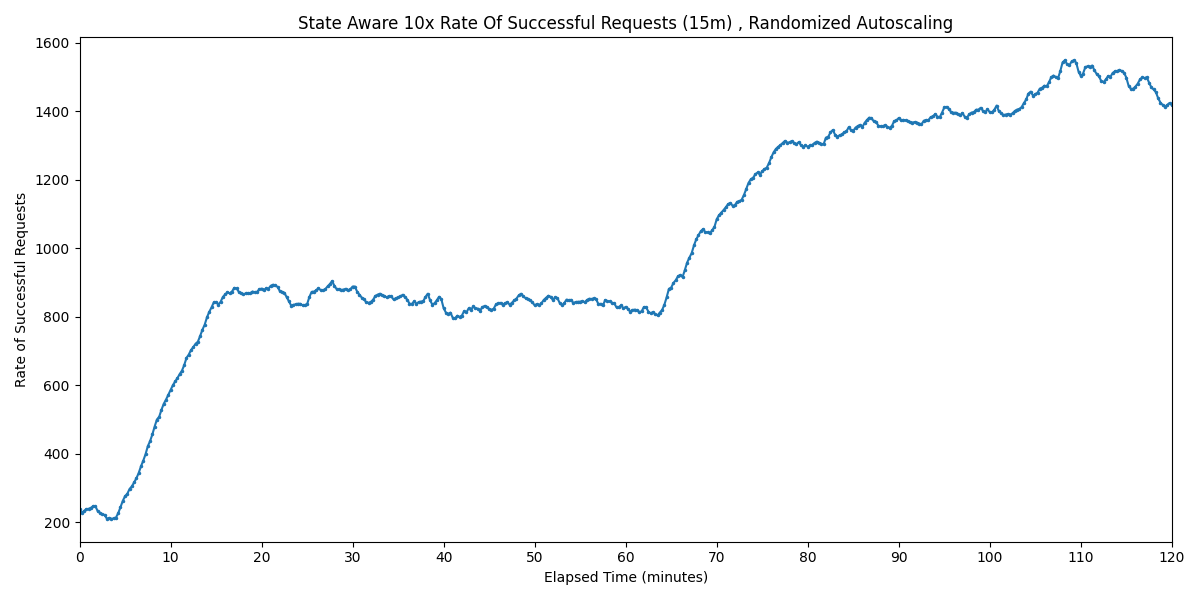 State Aware 10x Rate Of Successful Requests (15m) , Randomized Autoscaling
1600
1400
1200
1000
800
600
400
200
Rate of Successful Requests
0 10 20 30 40 50 60 70 80 90 100 110 120
Elapsed Time (minutes)